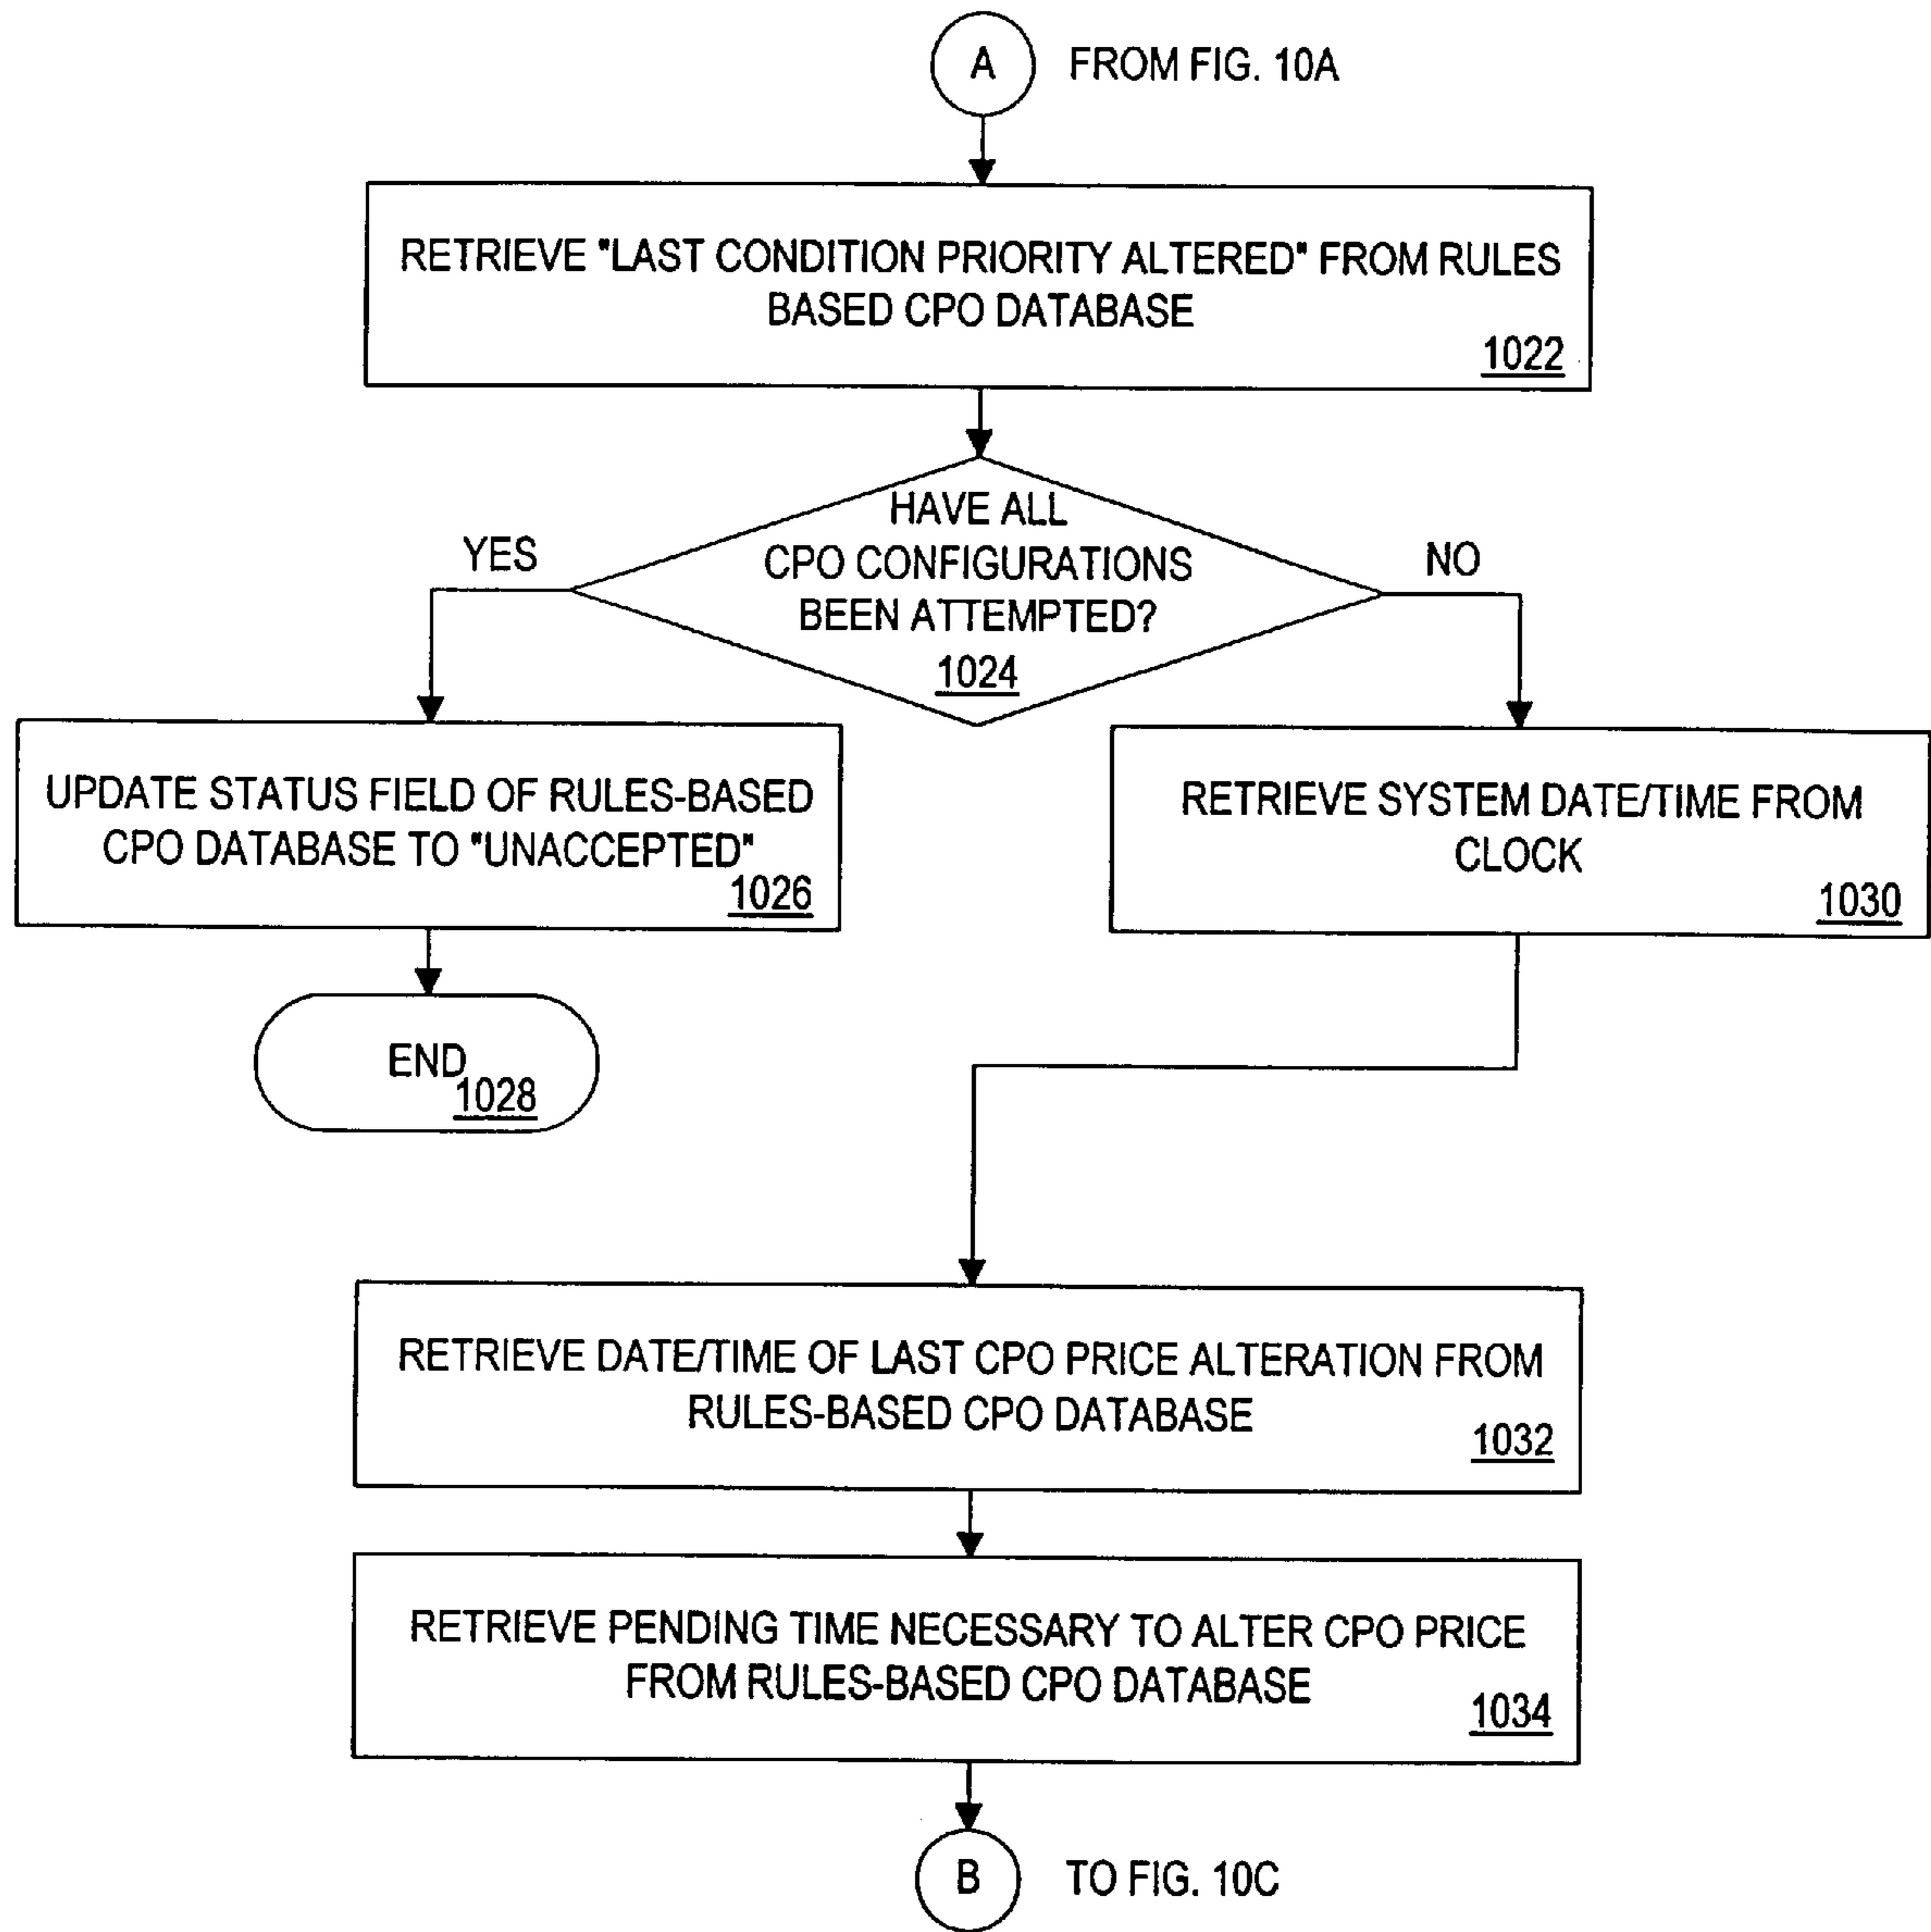 A FROM FIG. 10A
RETRIEVE "LAST CONDITION PRIORITY ALTERED" FROM RULES
BASED CPO DATABASE
1022
HAVE ALL
CPO CONFIGURATIONS
BEEN ATTEMPTED?
1024
YES
NO
UPDATE STATUS FIELD OF RULES-BASED
CPO DATABASE TO "UNACCEPTED"
1026
END
1028
RETRIEVE SYSTEM DATE/TIME FROM
CLOCK
1030
RETRIEVE DATE/TIME OF LAST CPO PRICE ALTERATION FROM
RULES-BASED CPO DATABASE
1032
RETRIEVE PENDING TIME NECESSARY TO ALTER CPO PRICE
FROM RULES-BASED CPO DATABASE
1034
B TO FIG. 10C